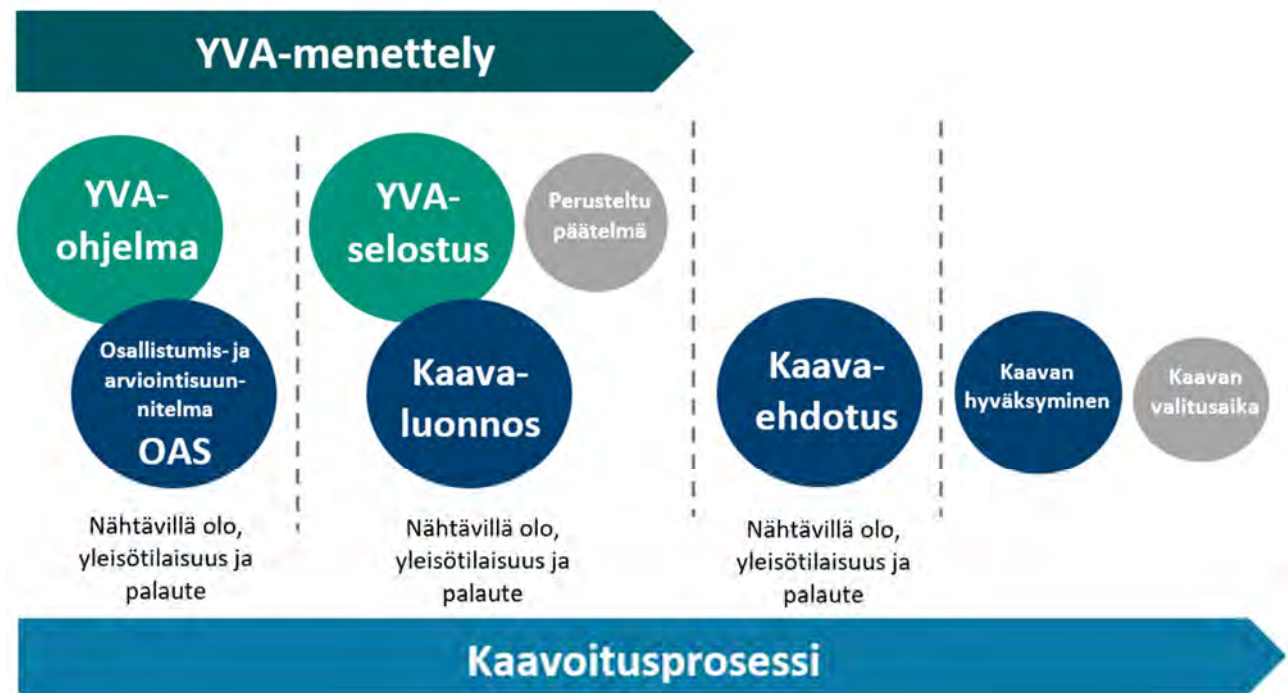 YVA-menettely
YVA-
ohjelma
Osallistumis- ja
arviointisuun-
nitelma
OAS
Nähtävillä olo,
yleisötilaisuus ja
palaute
YVA-
selostus
Perusteltu
päätelmä
Kaava-
luonnos
Nähtävillä olo,
yleisötilaisuus ja
palaute
Kaava-
ehdotus
Nähtävillä olo,
yleisötilaisuus ja
palaute
Kaavan
hyväksyminen
Kaavan
valitusaika
Kaavoitusprosessi